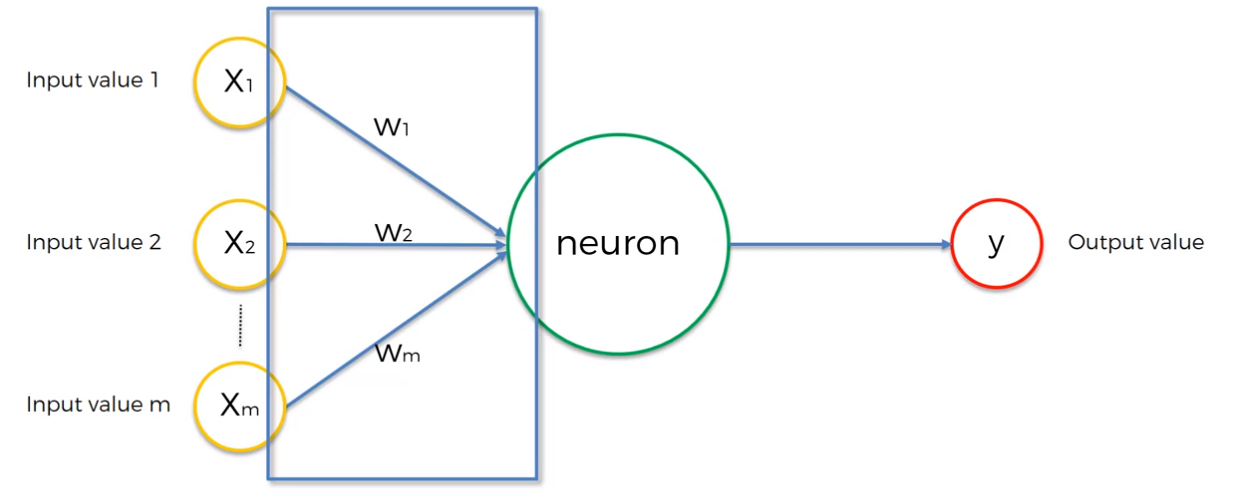 Input value 1
X1
W1
Input value 2
X2
W2
neuron
y
Output value
Wm
Input value m
Xm